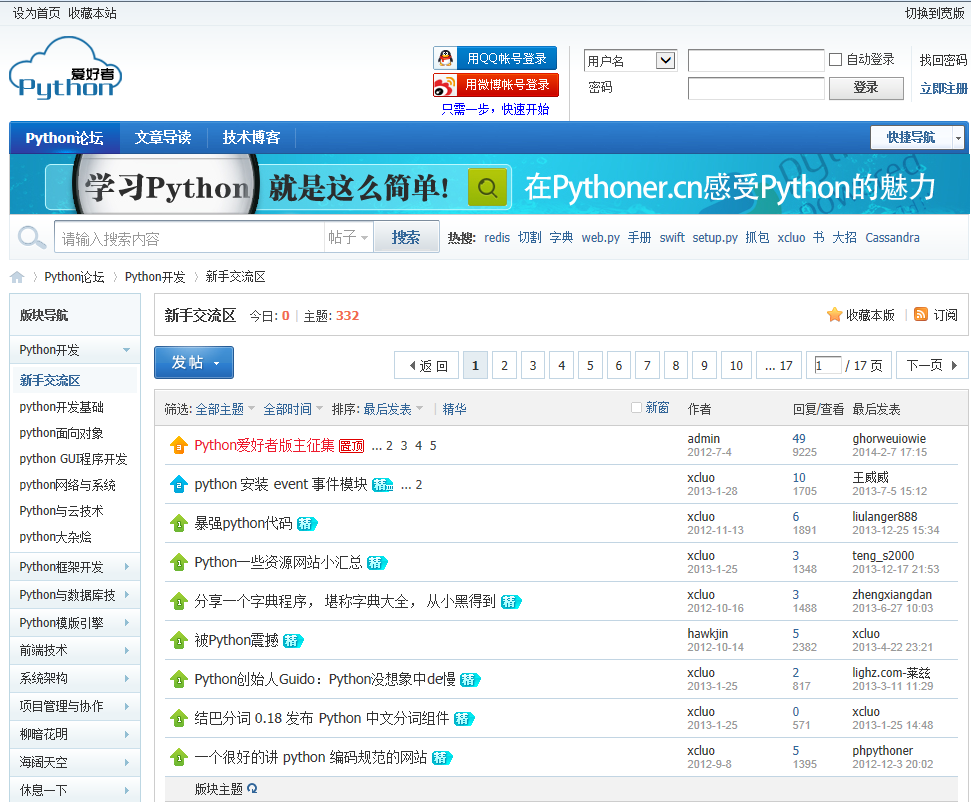 设为首页 收藏本站 切换到宽版
爱好者
Python
用QQ帐号登录
用微博帐号登录
只需一步，快速开始
用户名 自动登录 找回密码
密码 登录 立即注册
Python论坛 文章导读 技术博客 快捷导航
学习Python 就是这么简单! 在Pythoner.cn感受Python的魅力
请输入搜索内容 帖子 搜索 热搜: redis 切割 字典 web.py 手册 swift setup.py 抓包 xcluo 书 大招 Cassandra
Python论坛 Python开发 新手交流区
版块导航
Python开发
新手交流区
python开发基础
python面向对象
python GUI程序开发
python网络与系统
Python与云技术
python大杂烩
Python框架开发
Python与数据库技
Python模版引擎
前端技术
系统架构
项目管理与协作
柳暗花明
海阔天空
休息一下
新手交流区 今日: 0 | 主题: 332 收藏本版 | 订阅
发帖 返回 1 2 3 4 5 6 7 8 9 10 ... 17 1 / 17 页 下一页
筛选: 全部主题 全部时间 排序: 最后发表 | 精华 新窗 作者 回复/查看 最后发表
3 Python爱好者版主征集 置顶 ... 2 3 4 5 admin 49 ghorweuiowie
2012-7-4 9225 2014-2-7 17:15
2 python 安装 event 事件模块 精 ... 2 xcluo 10 王威威
2013-1-28 1705 2013-7-5 15:12
1 暴强python代码 精 xcluo 6 liulanger888
2012-11-13 1891 2013-12-25 15:34
1 Python一些资源网站小汇总 精 xcluo 3 teng_s2000
2013-1-25 1348 2013-12-17 21:53
1 分享一个字典程序， 堪称字典大全， 从小黑得到 精 xcluo 3 zhengxiangdan
2012-10-16 1488 2013-6-27 10:03
1 被Python震撼 精 hawkjin 5 xcluo
2012-10-14 2382 2013-4-22 23:21
1 Python创始人Guido：Python没想象中de慢 精 xcluo 2 lighz.com-莱兹
2013-1-25 817 2013-3-11 11:29
1 结巴分词 0.18 发布 Python 中文分词组件 精 xcluo 0 xcluo
2013-1-25 571 2013-1-25 14:48
1 一个很好的讲 python 编码规范的网站 精 xcluo 5 phpythoner
2012-9-8 1395 2012-12-3 20:02
版块主题